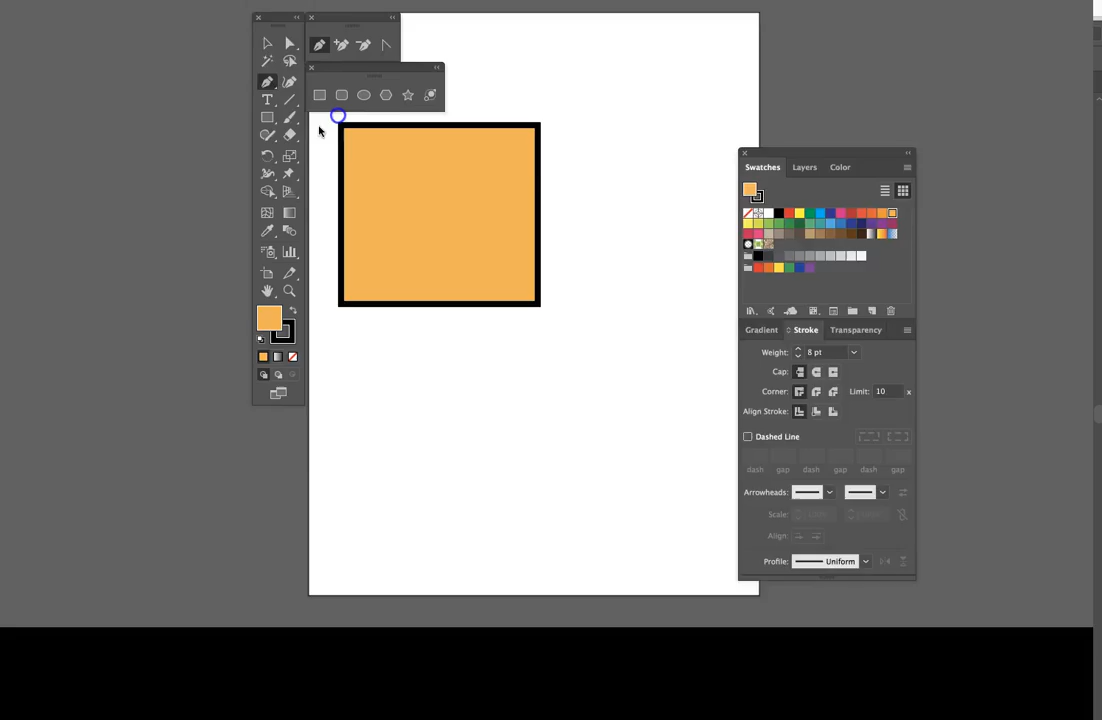 Swatches Layers Color
Gradient Stroke Transparency
Weight: 8 pt
Cap:
Corner: Limit: 10 x
Align Stroke:
Dashed Line
dash gap dash gap dash gap
Arrowheads:
Scale:
Align:
Profile: Uniform